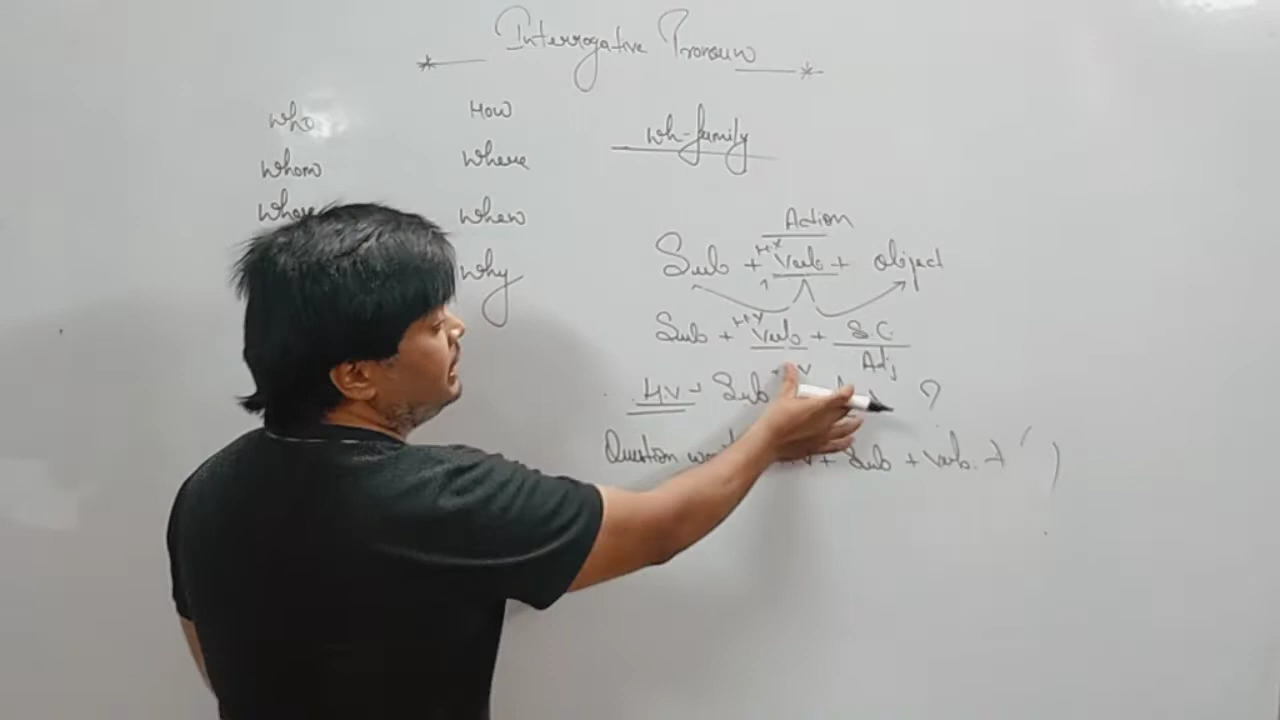 Interrogative Pronoun
who
whom
whose
How
where
when
why
wh-family
Action
Sub + H.V Verb + object
Sub + H.V Verb + S.C.
Adj
H.V + Sub ?
Question + Sub + Verb. +